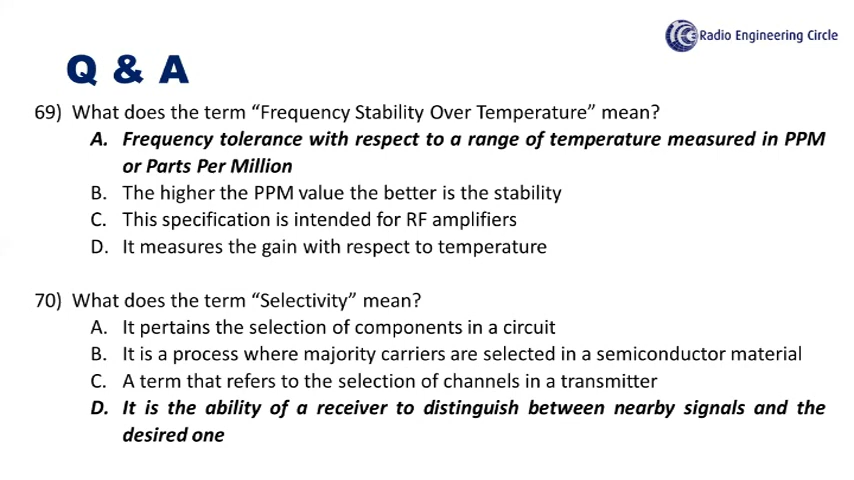 Radio Engineering Circle
Q & A
69) What does the term “Frequency Stability Over Temperature” mean?
A. Frequency tolerance with respect to a range of temperature measured in PPM
or Parts Per Million
B. The higher the PPM value the better is the stability
C. This specification is intended for RF amplifiers
D. It measures the gain with respect to temperature
70) What does the term “Selectivity” mean?
A. It pertains the selection of components in a circuit
B. It is a process where majority carriers are selected in a semiconductor material
C. A term that refers to the selection of channels in a transmitter
D. It is the ability of a receiver to distinguish between nearby signals and the
desired one